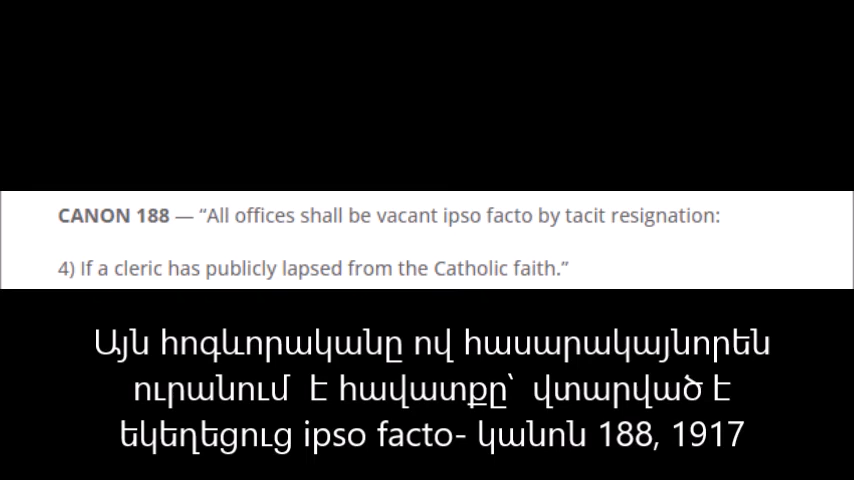 CANON 188 — “All offices shall be vacant ipso facto by tacit resignation:
4) If a cleric has publicly lapsed from the Catholic faith.”
Այն հոգևորականը ով հասարակայնորեն
ուրանում է հավատքը՝ վտարված է
եկեղեցուց ipso facto- կանոն 188, 1917